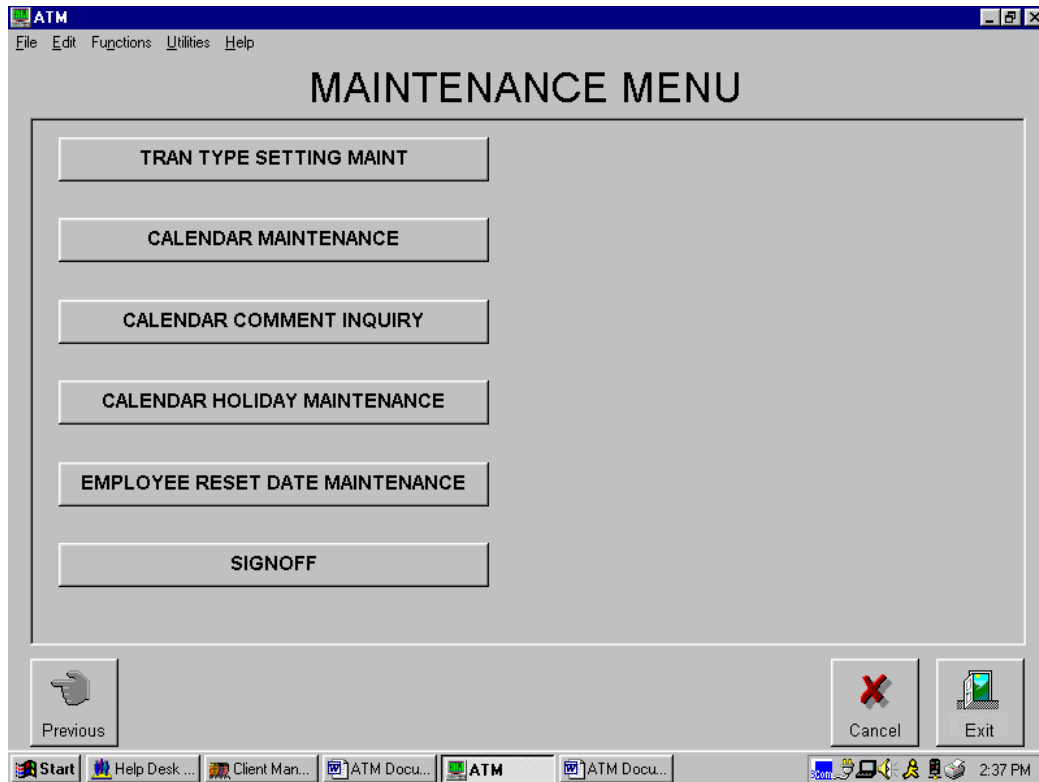 ATM
File Edit Functions Utilities Help
MAINTENANCE MENU
TRAN TYPE SETTING MAINT
CALENDAR MAINTENANCE
CALENDAR COMMENT INQUIRY
CALENDAR HOLIDAY MAINTENANCE
EMPLOYEE RESET DATE MAINTENANCE
SIGNOFF
Previous
Cancel
Exit
Start Help Desk ... Client Man... ATM Docu... ATM ATM Docu... 3Com 2:37 PM